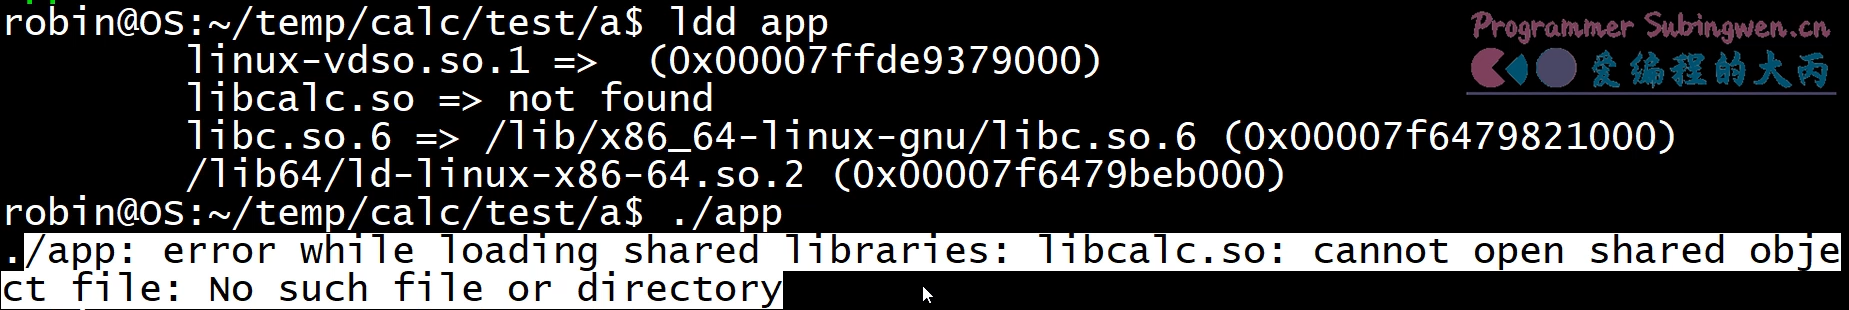 robin@OS:~/temp/calc/test/a$ ldd app
linux-vdso.so.1 =>  (0x00007ffde9379000)
libcalc.so => not found
libc.so.6 => /lib/x86_64-linux-gnu/libc.so.6 (0x00007f6479821000)
/lib64/ld-linux-x86-64.so.2 (0x00007f6479beb000)
robin@OS:~/temp/calc/test/a$ ./app
./app: error while loading shared libraries: libcalc.so: cannot open shared obje
ct file: No such file or directory
Programmer Subingwen.cn
爱编程的大丙